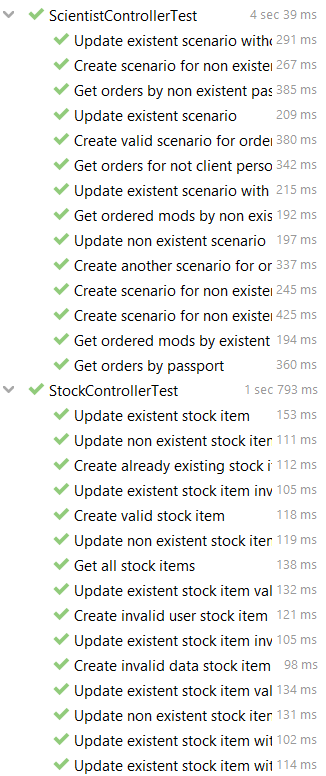 ScientistControllerTest 4 sec 39 ms
Update existent scenario witho 291 ms
Create scenario for non exister 267 ms
Get orders by non existent pas 385 ms
Update existent scenario 209 ms
Create valid scenario for order 380 ms
Get orders for not client perso 342 ms
Update existent scenario with 215 ms
Get ordered mods by non exis 192 ms
Update non existent scenario 197 ms
Create another scenario for or 337 ms
Create scenario for non exister 245 ms
Create scenario for non exister 425 ms
Get ordered mods by existent 194 ms
Get orders by passport 360 ms
StockControllerTest 1 sec 793 ms
Update existent stock item 153 ms
Update non existent stock iter 111 ms
Create already existing stock i 112 ms
Update existent stock item inv 105 ms
Create valid stock item 118 ms
Update non existent stock iter 119 ms
Get all stock items 138 ms
Update existent stock item val 132 ms
Create invalid user stock item 121 ms
Update existent stock item inv 105 ms
Create invalid data stock item 98 ms
Update existent stock item val 134 ms
Update non existent stock iter 131 ms
Update existent stock item wit 102 ms
Update existent stock item wit 114 ms